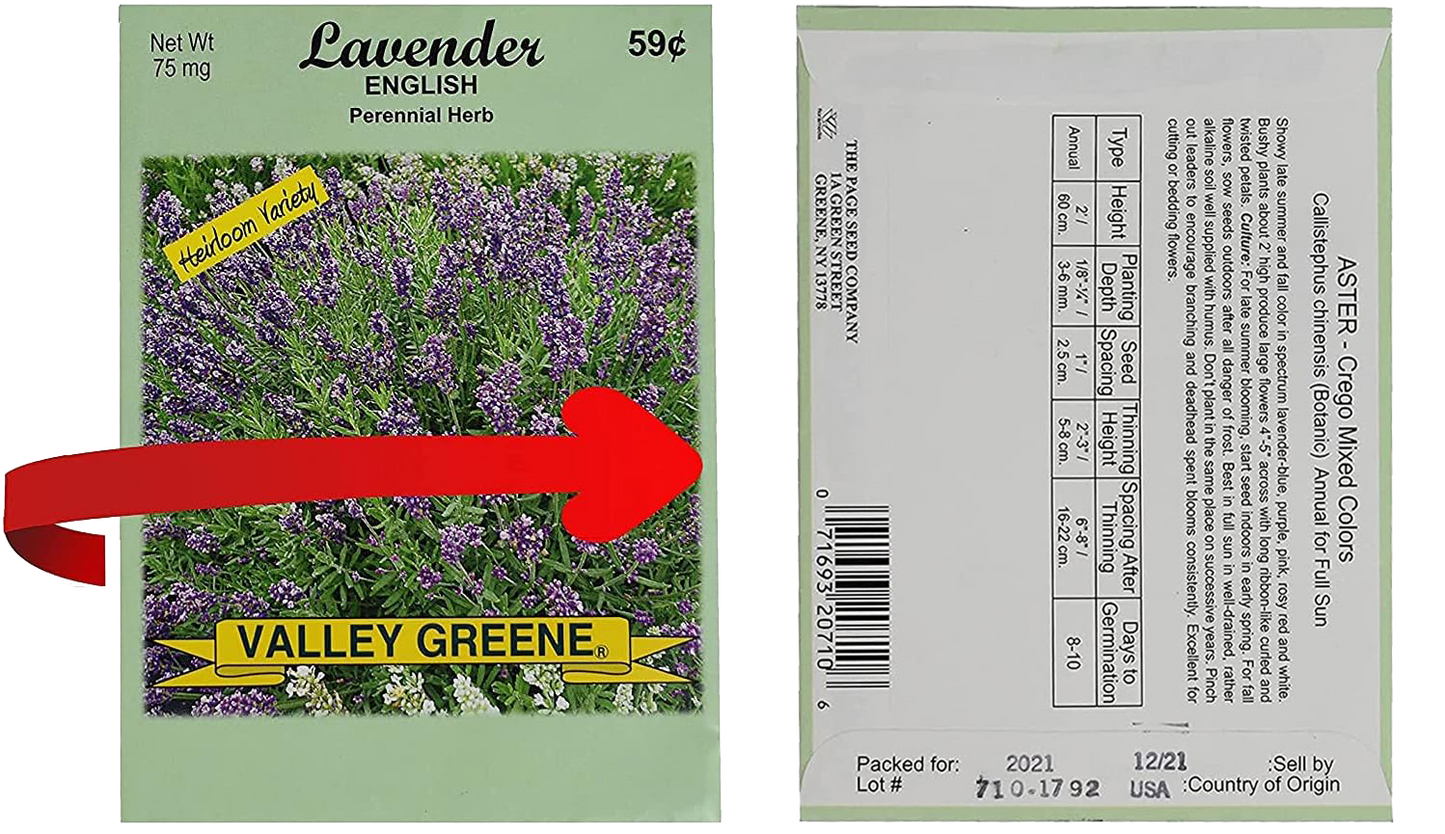 Net Wt
75 mg
Lavender
59¢
ENGLISH
Perennial Herb
Heirloom Variety
VALLEY GREENE®
ASTER - Crego Mixed Colors
Callistephus chinensis (Botanic) Annual for Full Sun
Showy late summer and fall color in spectrum lavender-blue, purple, pink, rosy red and white.
Bushy plants about 2' high produce large flowers 4"-5" across with long ribbon-like curled and
twisted petals. Culture: For late summer blooming, start seed indoors in early spring. For fall
flowers, sow seeds outdoors after all danger of frost. Best in full sun in well-drained, rather
alkaline soil well supplied with humus. Don't plant in the same place on successive years. Pinch
out leaders to encourage branching and deadhead spent blooms consistently. Excellent for
cutting or bedding flowers.
Type Height Planting Depth Seed Spacing Thinning Height Spacing After Thinning Days to Germination
Annual 2'/ 60 cm. 1/8"-¼" / 3-6 mm. 1"/ 2.5 cm. 2"-3"/ 5-8 cm. 6"-8"/ 16-22 cm. 8-10
THE PAGE SEED COMPANY
1A GREEN STREET
GREENE, NY 13778
0 71693 20710 6
Packed for: 2021 12/21 :Sell by
Lot # 710-1792 USA :Country of Origin